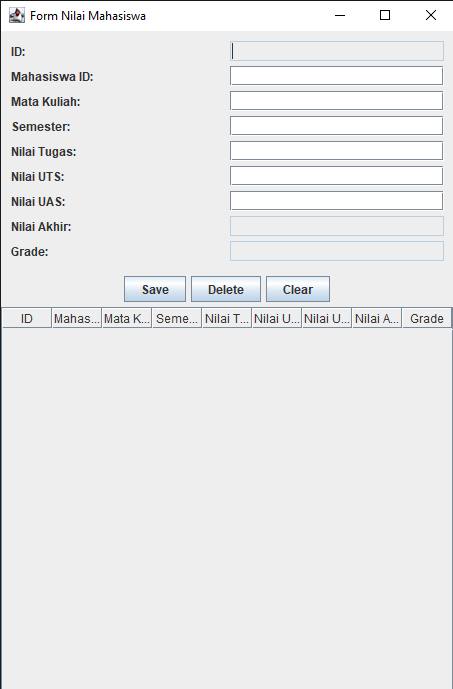 Form Nilai Mahasiswa
ID:
Mahasiswa ID:
Mata Kuliah:
Semester:
Nilai Tugas:
Nilai UTS:
Nilai UAS:
Nilai Akhir:
Grade:
Save Delete Clear
ID Mahas... Mata K... Seme... Nilai T... Nilai U... Nilai U... Nilai A... Grade